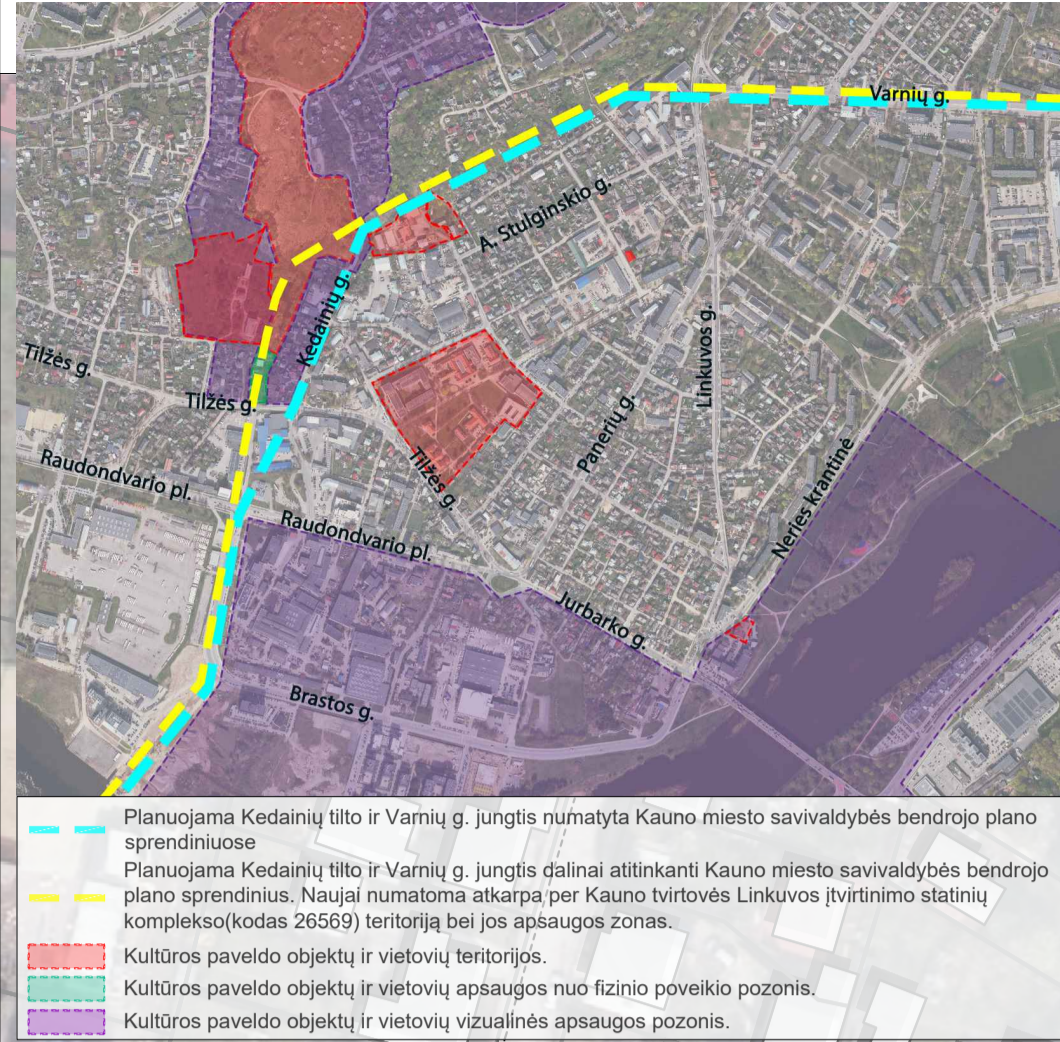 Varnių g.
A. Stulginskio g.
Kėdainių g.
Linkuvos g.
Tilžės g.
Tilžės g.
Panerių g.
Neries krantinė
Raudondvario pl.
Tilžės g.
Raudondvario pl.
Jurbarko g.
Brastos g.
Planuojama Kedainių tilto ir Varnių g. jungtis numatyta Kauno miesto savivaldybės bendrojo plano
sprendiniuose
Planuojama Kedainių tilto ir Varnių g. jungtis dalinai atitinkanti Kauno miesto savivaldybės bendrojo
plano sprendinius. Naujai numatoma atkarpa per Kauno tvirtovės Linkuvos įtvirtinimo statinių
komplekso(kodas 26569) teritoriją bei jos apsaugos zonas.
Kultūros paveldo objektų ir vietovių teritorijos.
Kultūros paveldo objektų ir vietovių apsaugos nuo fizinio poveikio pozonis.
Kultūros paveldo objektų ir vietovių vizualinės apsaugos pozonis.